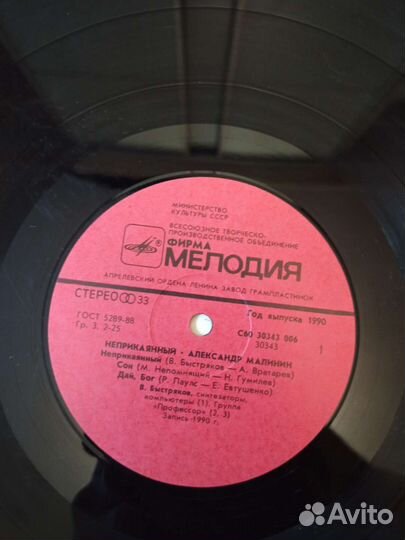 МИНИСТЕРСТВО
КУЛЬТУРЫ СССР
ВСЕСОЮЗНОЕ ТВОРЧЕСКО-
ПРОИЗВОДСТВЕННОЕ ОБЪЕДИНЕНИЕ
ФИРМА
МЕЛОДИЯ
АПРЕЛЕВСКИЙ ОРДЕНА ЛЕНИНА ЗАВОД ГРАМПЛАСТИНОК
СТЕРЕО 33
Год выпуска 1990
ГОСТ 5289-88
Гр. 3. 2-25
С60 30343 006
30343
1
НЕПРИКАЯННЫЙ - АЛЕКСАНДР МАЛИНИН
Неприкаянный (В. Быстряков — А. Вратарев)
Сон (М. Непомнящий — Н. Гумилев)
Дай, Бог (Р. Паулс — Е. Евтушенко)
В. Быстряков, синтезаторы,
компьютеры (1). Группа
«Профессор» (2, 3)
Запись-1990 г.
Avito